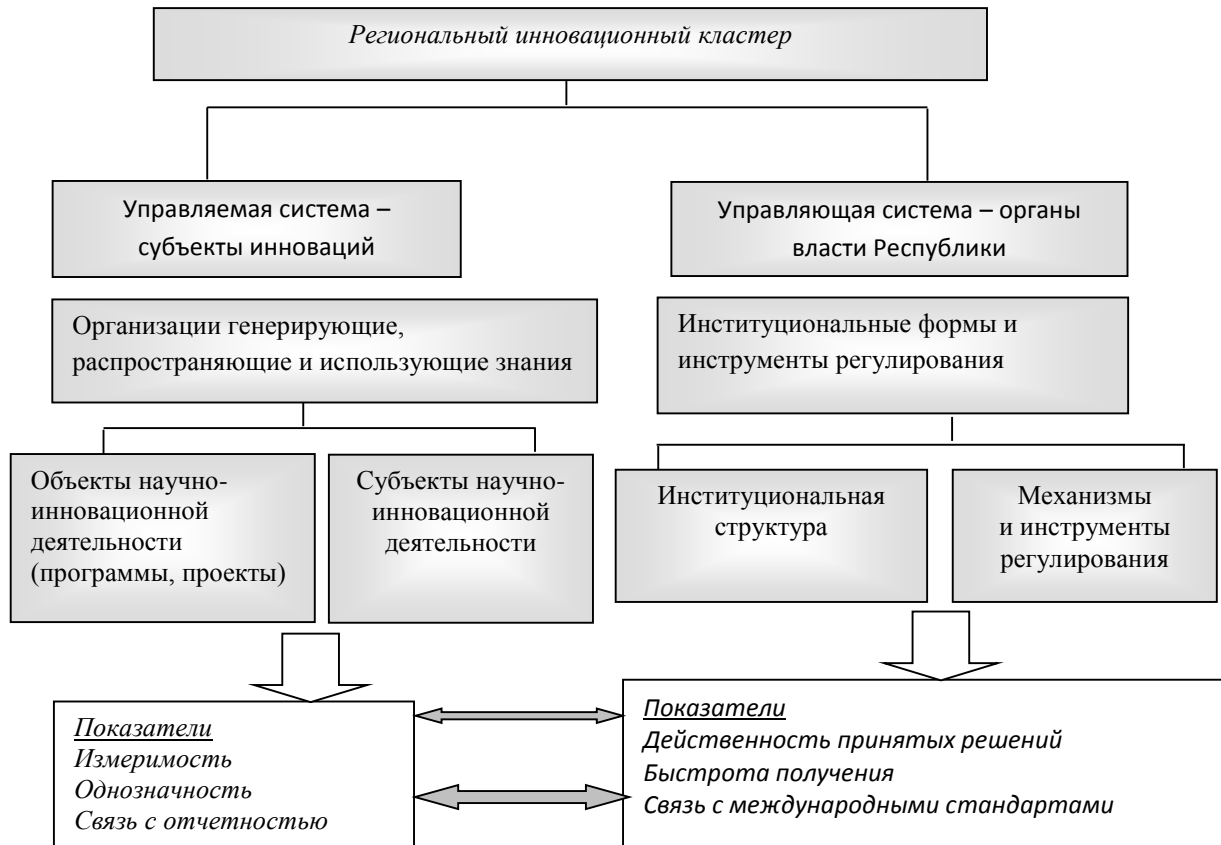 Региональный инновационный кластер
Управляемая система –
субъекты инноваций
Управляющая система – органы
власти Республики
Организации генерирующие,
распространяющие и использующие знания
Институциональные формы и
инструменты регулирования
Объекты научно-
инновационной
деятельности
(программы, проекты)
Субъекты научно-
инновационной
деятельности
Институциональная
структура
Механизмы
и инструменты
регулирования
Показатели
Измеримость
Однозначность
Связь с отчетностью
Показатели
Действенность принятых решений
Быстрота получения
Связь с международными стандартами